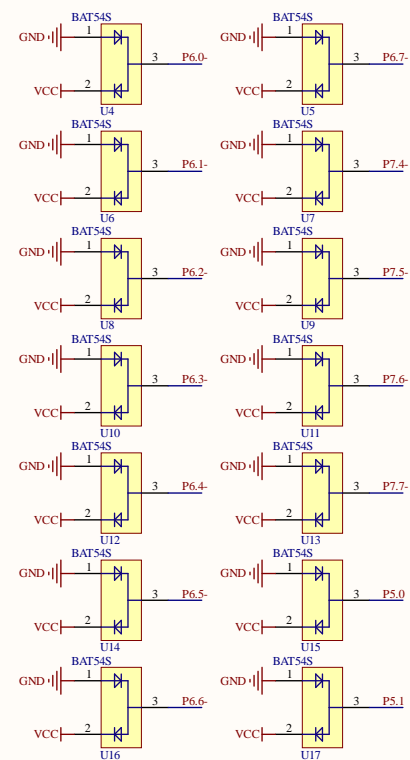 BAT54S BAT54S
GND 1 GND 1
3 P6.0- 3 P6.7-
VCC 2 VCC 2
U4 U5
BAT54S BAT54S
GND 1 GND 1
3 P6.1- 3 P7.4-
VCC 2 VCC 2
U6 U7
BAT54S BAT54S
GND 1 GND 1
3 P6.2- 3 P7.5-
VCC 2 VCC 2
U8 U9
BAT54S BAT54S
GND 1 GND 1
3 P6.3- 3 P7.6-
VCC 2 VCC 2
U10 U11
BAT54S BAT54S
GND 1 GND 1
3 P6.4- 3 P7.7-
VCC 2 VCC 2
U12 U13
BAT54S BAT54S
GND 1 GND 1
3 P6.5- 3 P5.0
VCC 2 VCC 2
U14 U15
BAT54S BAT54S
GND 1 GND 1
3 P6.6- 3 P5.1
VCC 2 VCC 2
U16 U17